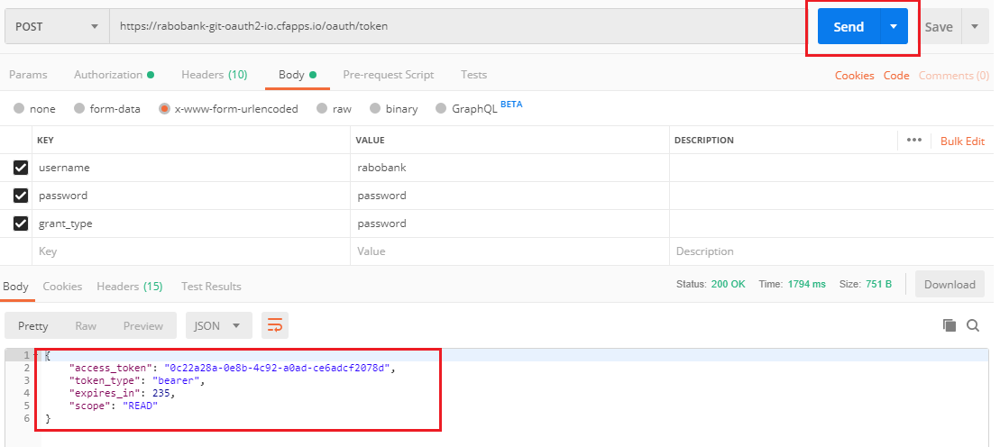 POST https://rabobank-git-oauth2-io.cfapps.io/oauth/token Send Save
Params Authorization Headers (10) Body Pre-request Script Tests Cookies Code Comments (0)
none form-data x-www-form-urlencoded raw binary GraphQL BETA
KEY VALUE DESCRIPTION ••• Bulk Edit
username rabobank
password password
grant_type password
Key Value Description
Body Cookies Headers (15) Test Results Status: 200 OK Time: 1794 ms Size: 751 B Download
Pretty Raw Preview JSON
1 {
2 "access_token": "0c22a28a-0e8b-4c92-a0ad-ce6adcf2078d",
3 "token_type": "bearer",
4 "expires_in": 235,
5 "scope": "READ"
6 }